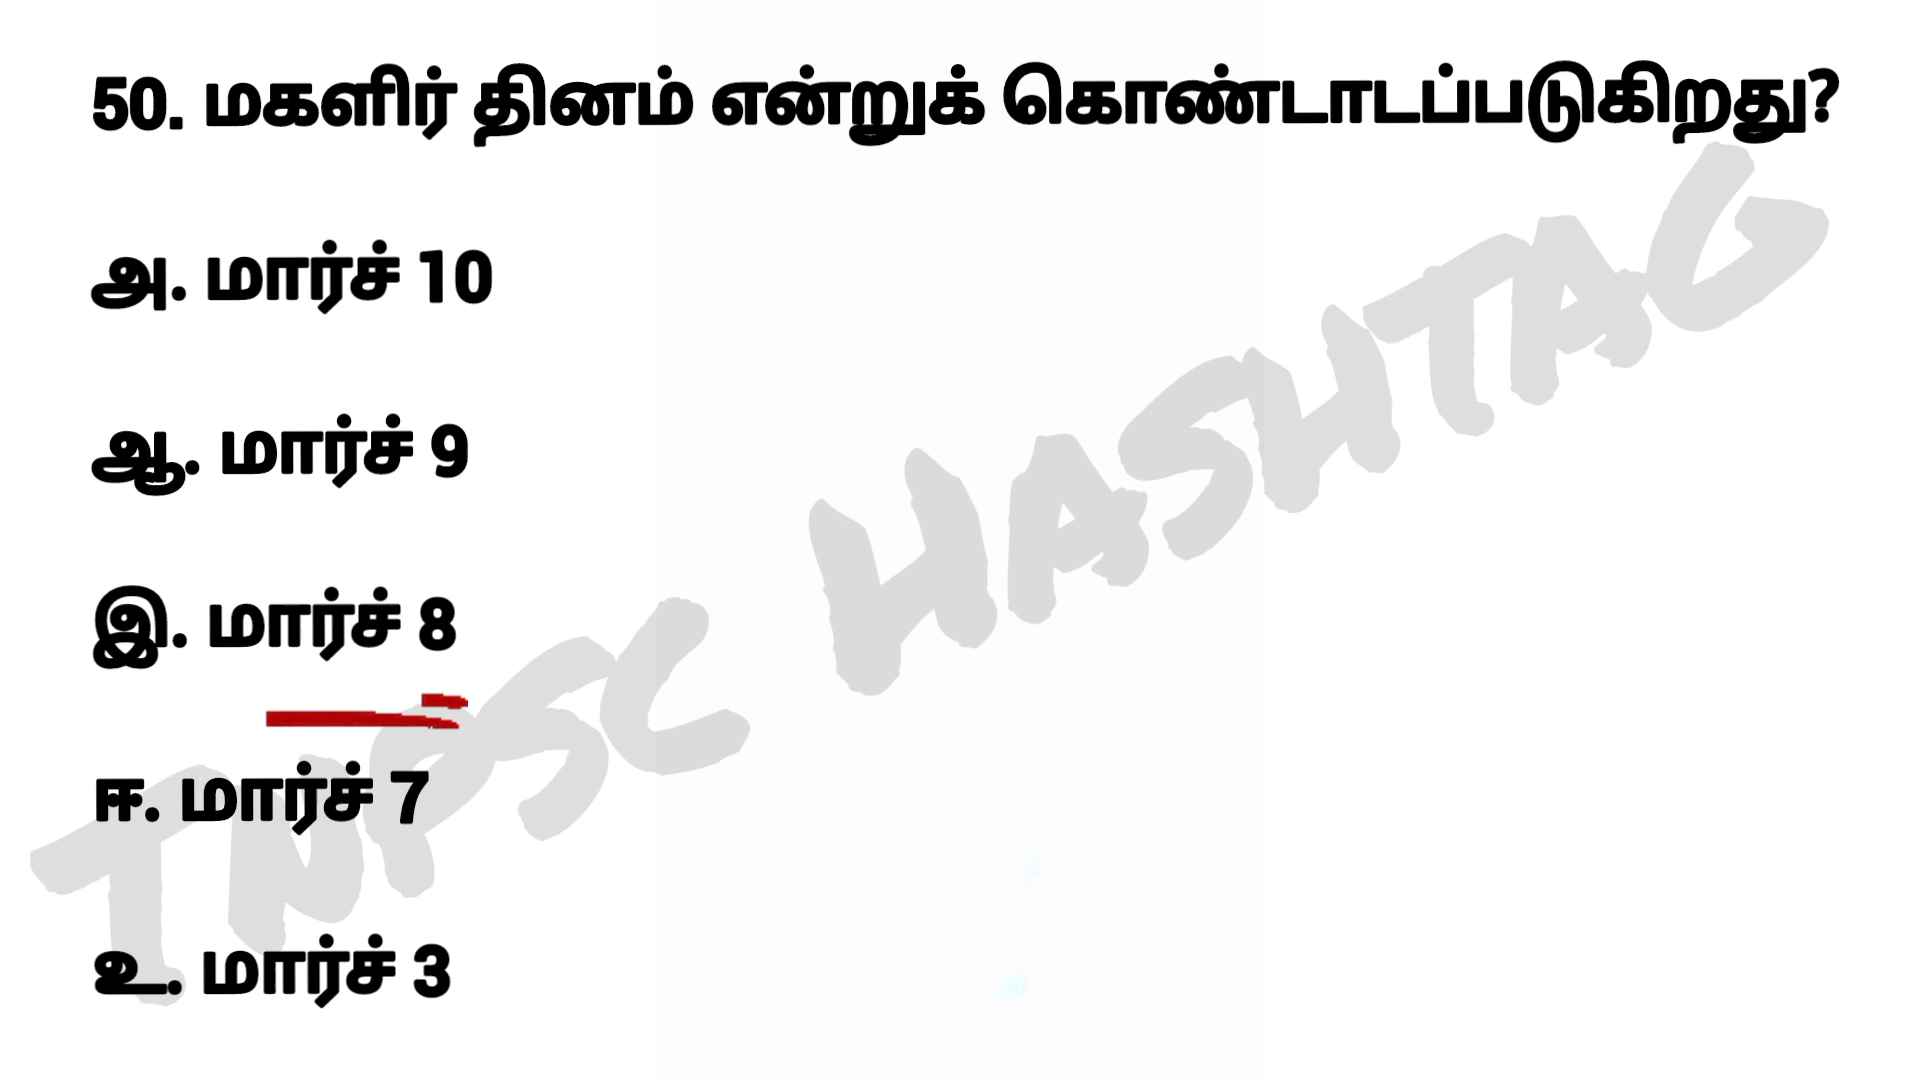 50. மகளிர் தினம் என்றுக் கொண்டாடப்படுகிறது?
அ. மார்ச் 10
ஆ. மார்ச் 9
இ. மார்ச் 8
ஈ. மார்ச் 7
உ. மார்ச் 3
TNPSC HASHTAG